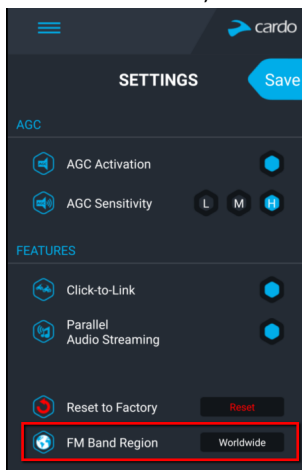 cardo
SETTINGS
Save
AGC
AGC Activation
AGC Sensitivity L M H
FEATURES
Click-to-Link
Parallel
Audio Streaming
Reset to Factory Reset
FM Band Region Worldwide